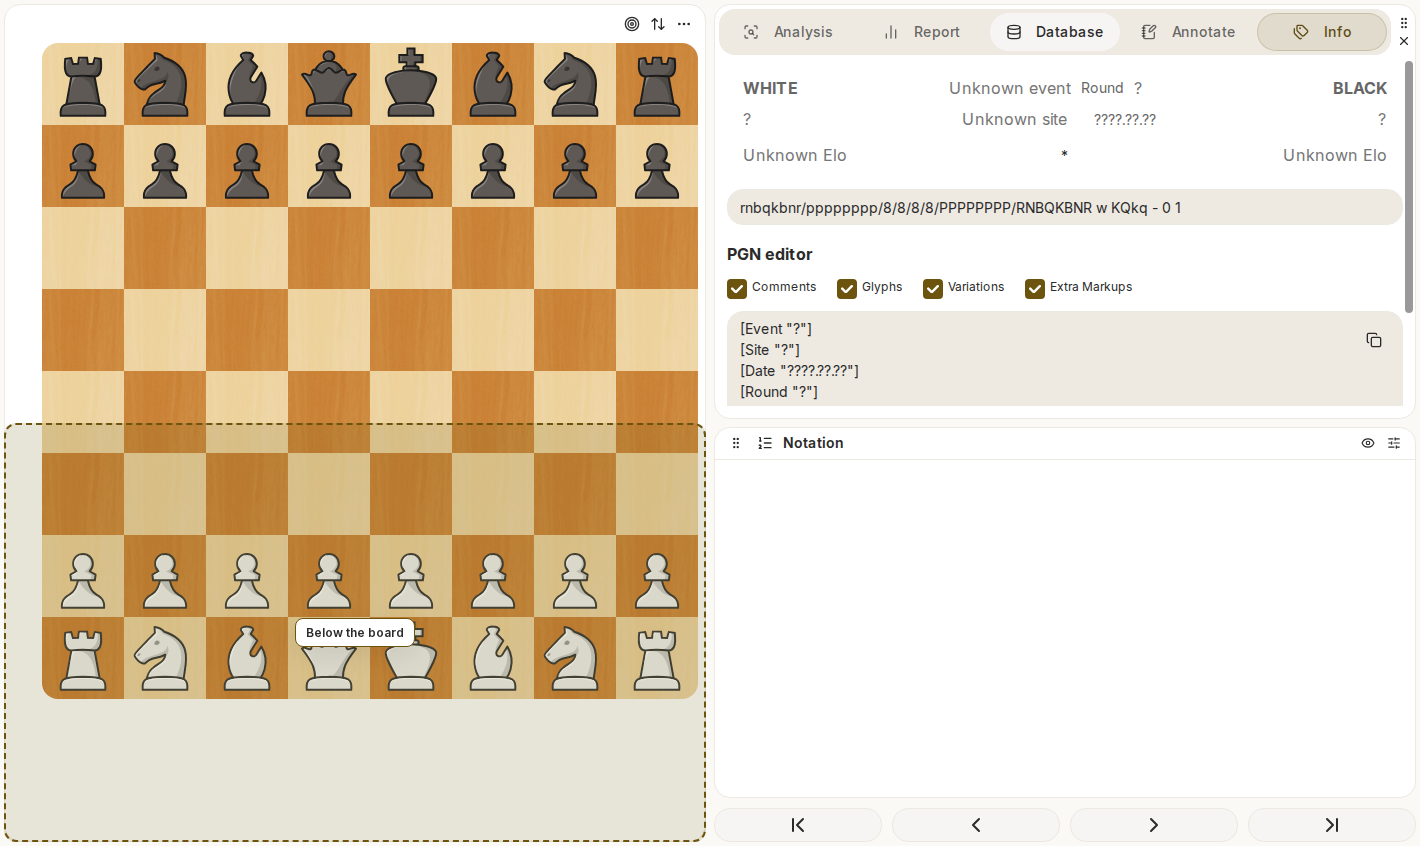 Analysis Report Database Annotate Info
WHITE Unknown event Round ? BLACK
? Unknown site ????.??.?? ?
Unknown Elo * Unknown Elo
rnbqkbnr/pppppppp/8/8/8/8/PPPPPPPP/RNBQKBNR w KQkq - 0 1
PGN editor
Comments Glyphs Variations Extra Markups
[Event "?"]
[Site "?"]
[Date "????.??.??"]
[Round "?"]
Notation
Below the board